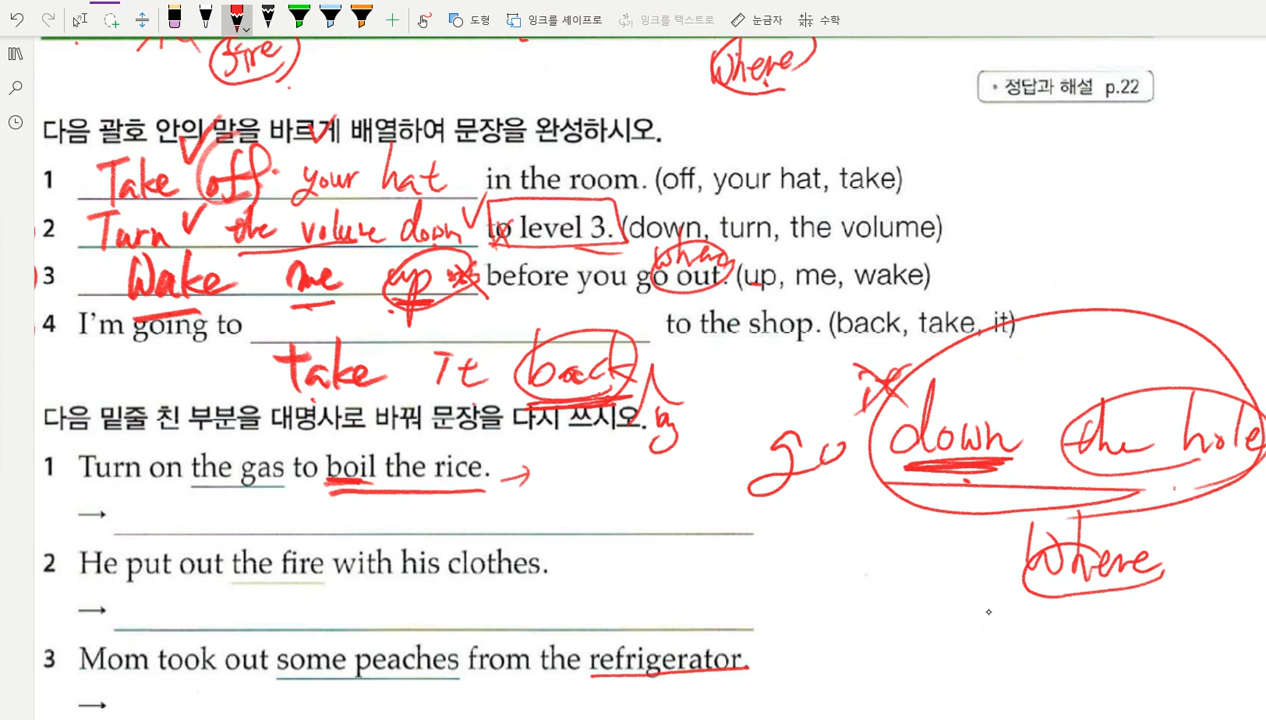 도형 잉크를 셰이프로 잉크를 텍스트로 눈금자 수학
fire where
• 정답과 해설 p.22
다음 괄호 안의 말을 바르게 배열하여 문장을 완성하시오.
1 Take off your hat in the room. (off, your hat, take)
2 Turn the volume down to level 3. (down, turn, the volume)
when
3 Wake me up before you go out. (up, me, wake)
4 I'm going to to the shop. (back, take, it)
take it back
다음 밑줄 친 부분을 대명사로 바꿔 문장을 다시 쓰시오.
go down the hole
1 Turn on the gas to boil the rice. →
→
where
2 He put out the fire with his clothes.
→
3 Mom took out some peaches from the refrigerator.
→